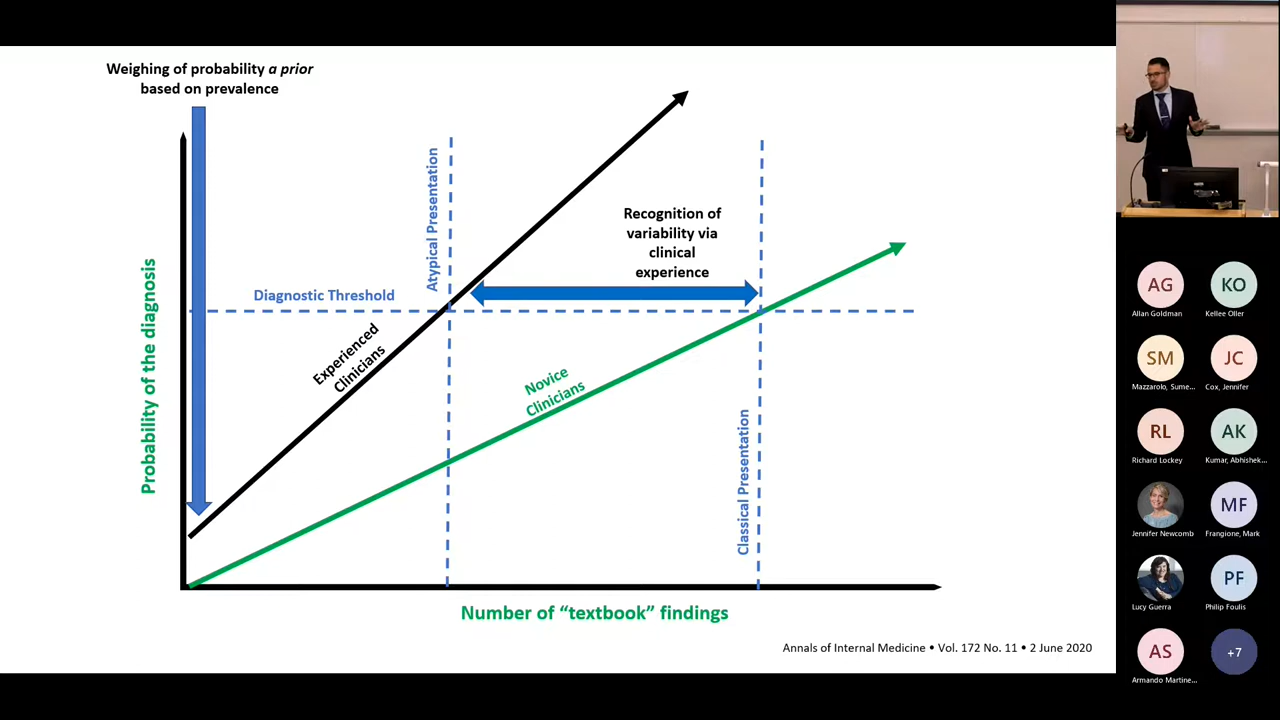 Weighing of probability a prior
based on prevalence
Atypical Presentation
Recognition of
variability via
clinical
experience
Diagnostic Threshold
Experienced
Clinicians
Novice
Clinicians
Probability of the diagnosis
Classical Presentation
Number of “textbook” findings
Annals of Internal Medicine • Vol. 172 No. 11 • 2 June 2020
AG
KO
Allan Goldman
Kellee Oller
SM
JC
Mazzarolo, Sume...
Cox, Jennifer
RL
AK
Richard Lockey
Kumar, Abhishek...
MF
Jennifer Newcomb
Frangione, Mark
PF
Lucy Guerra
Philip Foulis
AS
+7
Armando Martine...